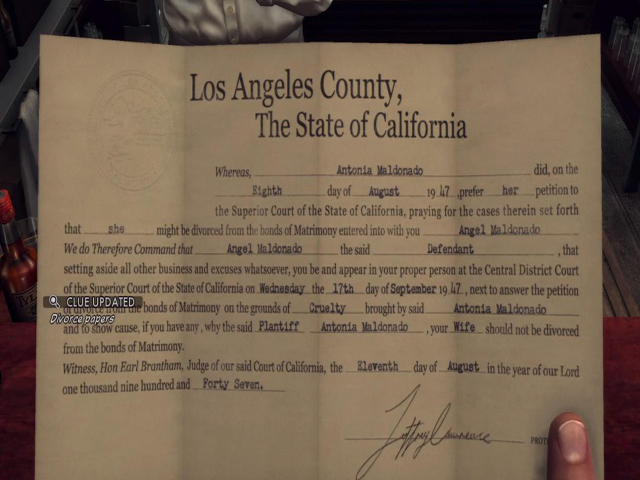 Los Angeles County,
The State of California
Whereas, Antonia Maldonado did, on the
Eighth day of August 1947, prefer her petition to
the Superior Court of the State of California, praying for the cases therein set forth
that she might be divorced from the bonds of Matrimony entered into with you Angel Maldonado
We do Therefore Command that Angel Maldonado the said Defendant, that
setting aside all other business and excuses whatsoever, you be and appear in your proper person at the Central District Court
of the Superior Court of the State of California on Wednesday the 17th day of September 1947, next to answer the petition
of divorce from the bonds of Matrimony on the grounds of Cruelty brought by said Antonia Maldonado
and to show cause, if you have any, why the said Plantiff Antonia Maldonado, your Wife should not be divorced
from the bonds of Matrimony.
Witness, Hon Earl Brantham, Judge of our said Court of California, the Eleventh day of August in the year of our Lord
one thousand nine hundred and Forty Seven.
Jeffrey Lawrence
CLUE UPDATED
Divorce papers